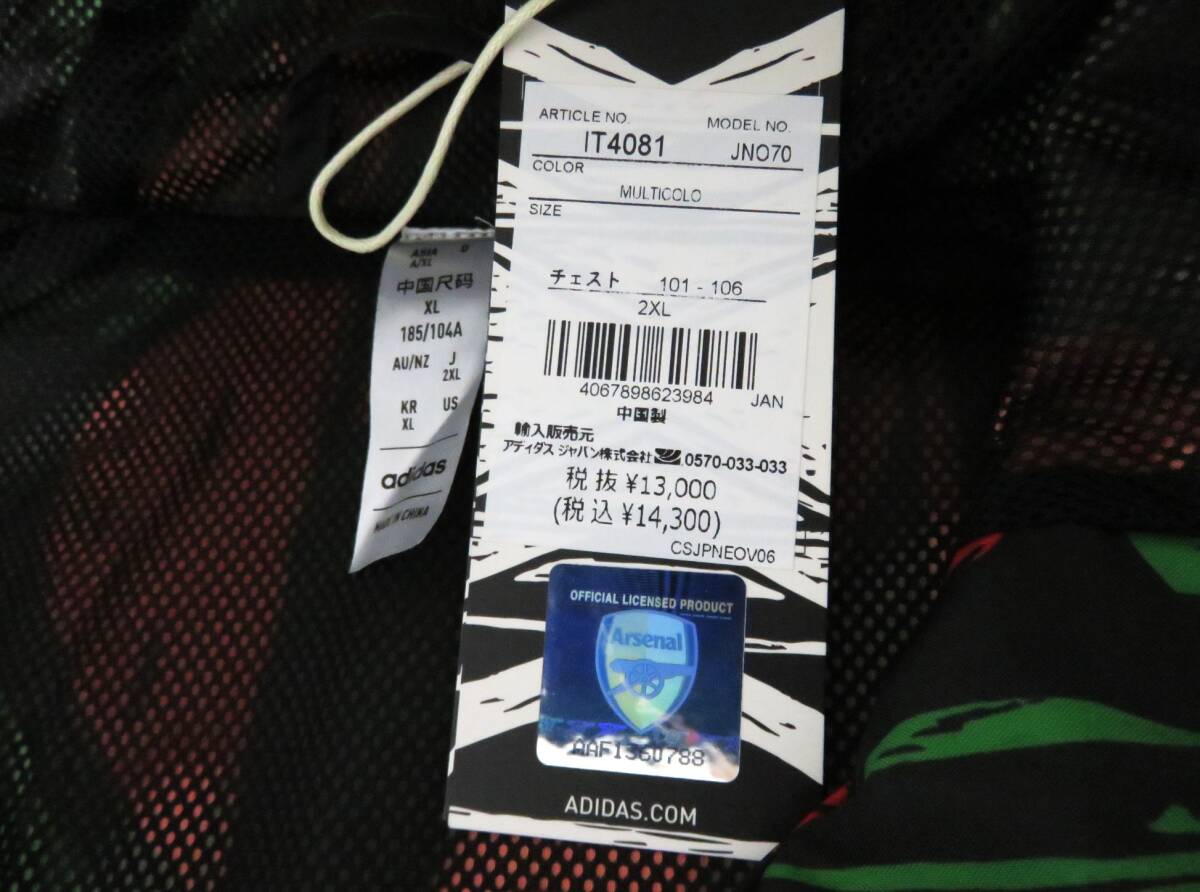 ARTICLE NO. MODEL NO.
IT4081 JNO70
COLOR
MULTICOLO
SIZE
チェスト 101 - 106
2XL
4067898623984 JAN
中国製
輸入販売元
アディダス ジャパン株式会社 0570-033-033
税抜 ¥13,000
(税込 ¥14,300)
CSJPNEOV06
OFFICIAL LICENSED PRODUCT
Arsenal
AAF1360788
ADIDAS.COM
ASIA D
A/XL
中国尺码
XL
185/104A
AU/NZ J
2XL
KR US
XL
adidas
MADE IN CHINA